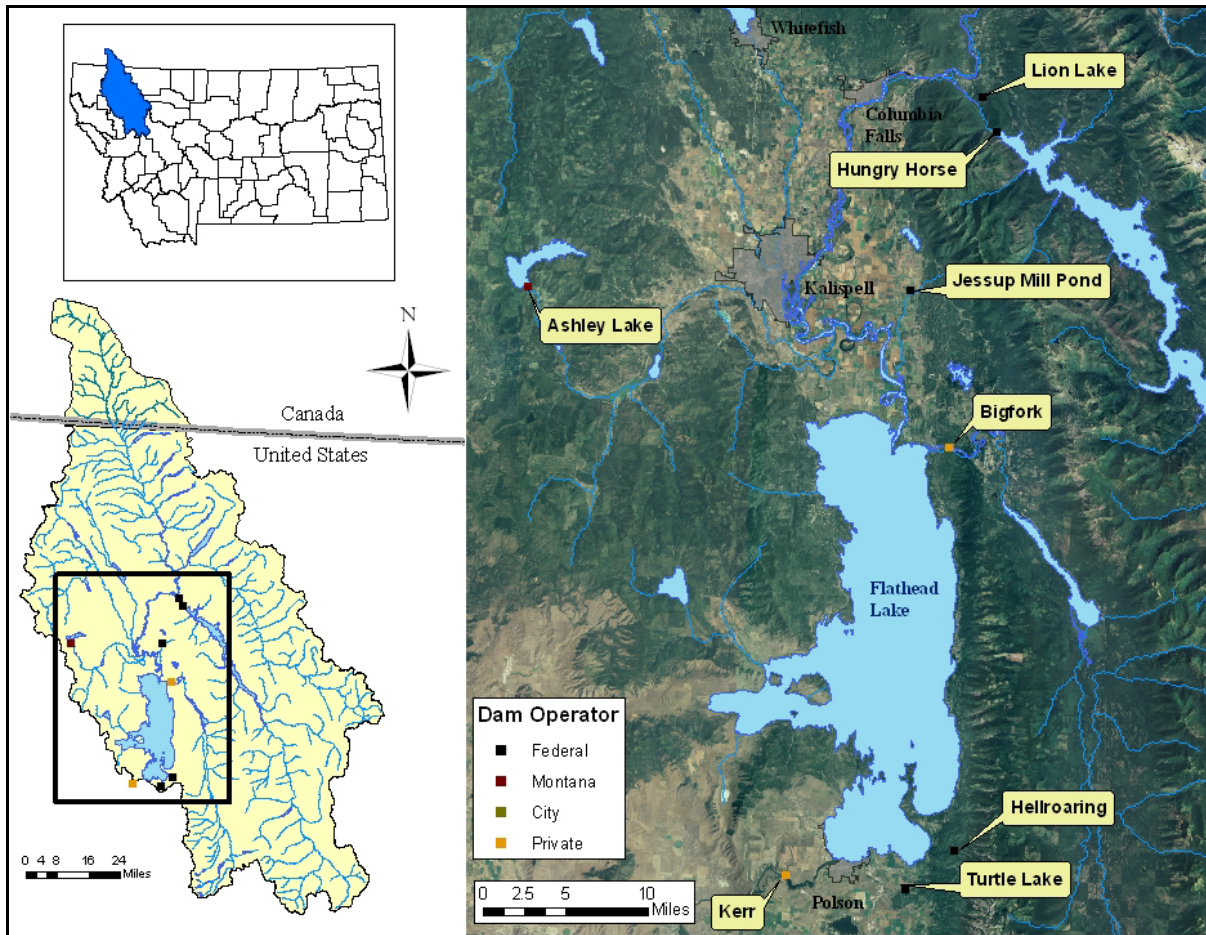 N
Canada
United States
0 4 8 16 24
Miles
Whitefish
Lion Lake
Columbia
Falls
Hungry Horse
Kalispell
Jessup Mill Pond
Ashley Lake
Bigfork
Flathead
Lake
Dam Operator
Federal
Montana
City
Private
Hellroaring
Turtle Lake
Kerr
Polson
0 2.5 5 10
Miles